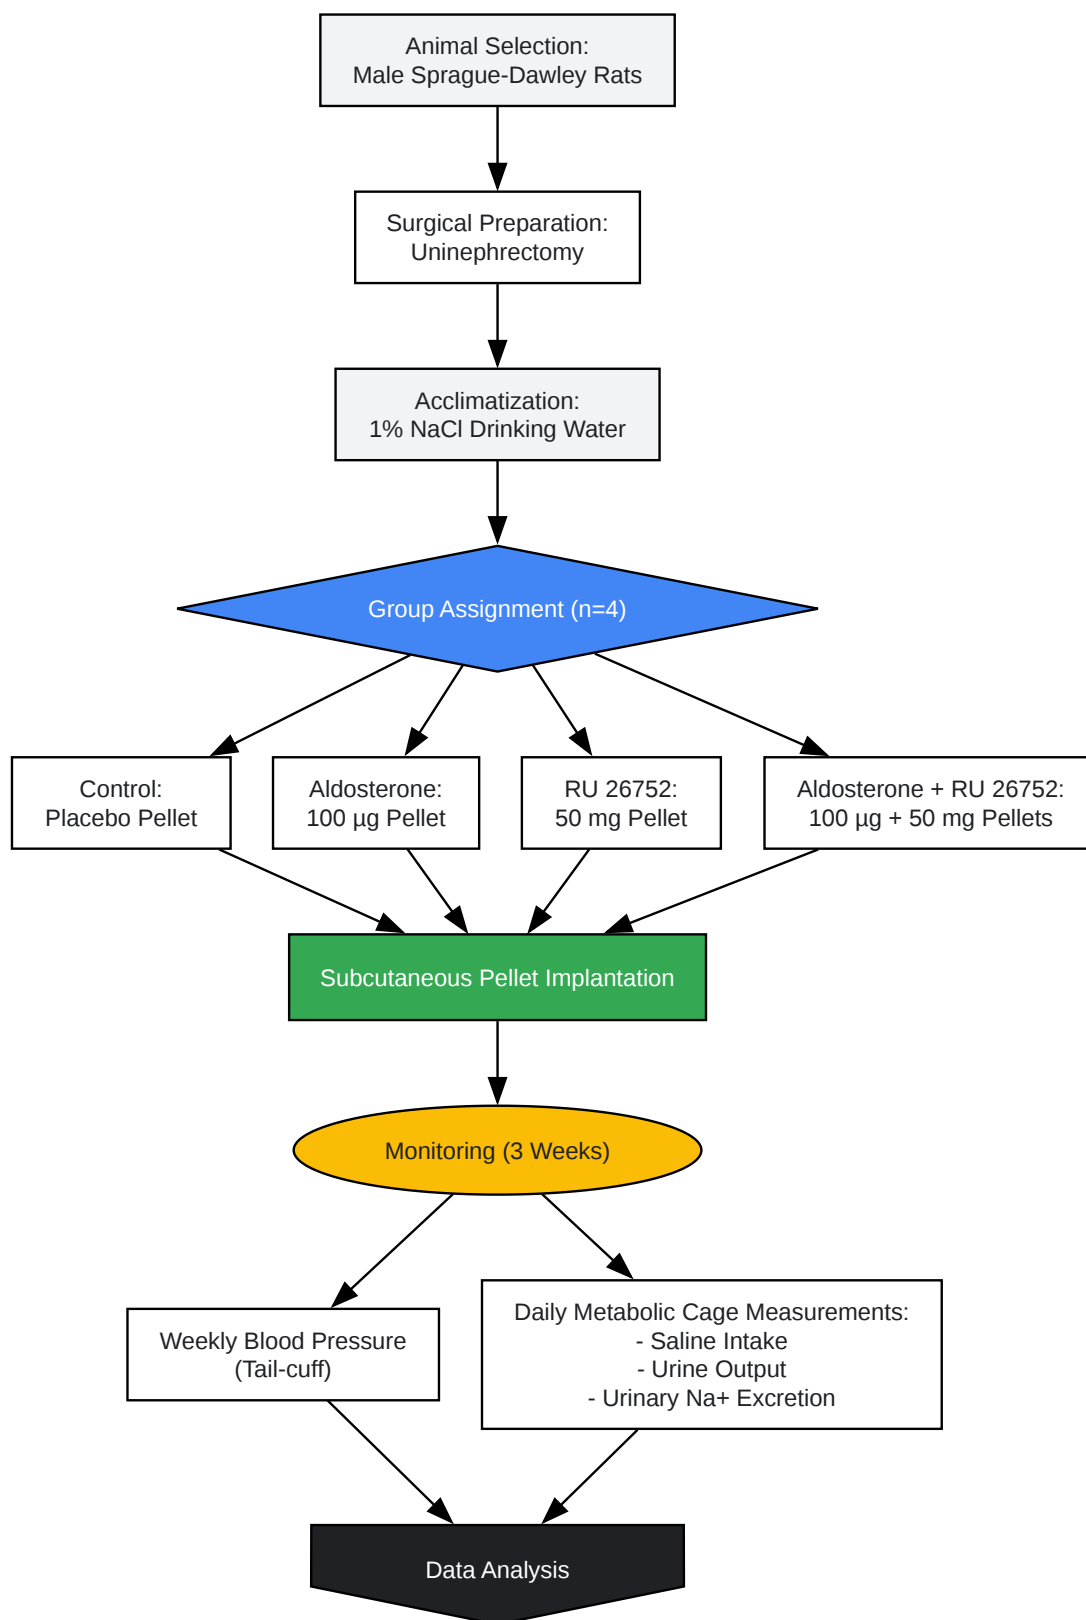 Animal Selection:
Male Sprague-Dawley Rats
Surgical Preparation:
Uninephrectomy
Acclimatization:
1% NaCl Drinking Water
Group Assignment (n=4)
Control:
Placebo Pellet
Aldosterone:
100 µg Pellet
RU 26752:
50 mg Pellet
Aldosterone + RU 26752:
100 µg + 50 mg Pellets
Subcutaneous Pellet Implantation
Monitoring (3 Weeks)
Weekly Blood Pressure
(Tail-cuff)
Daily Metabolic Cage Measurements:
- Saline Intake
- Urine Output
- Urinary Na+ Excretion
Data Analysis